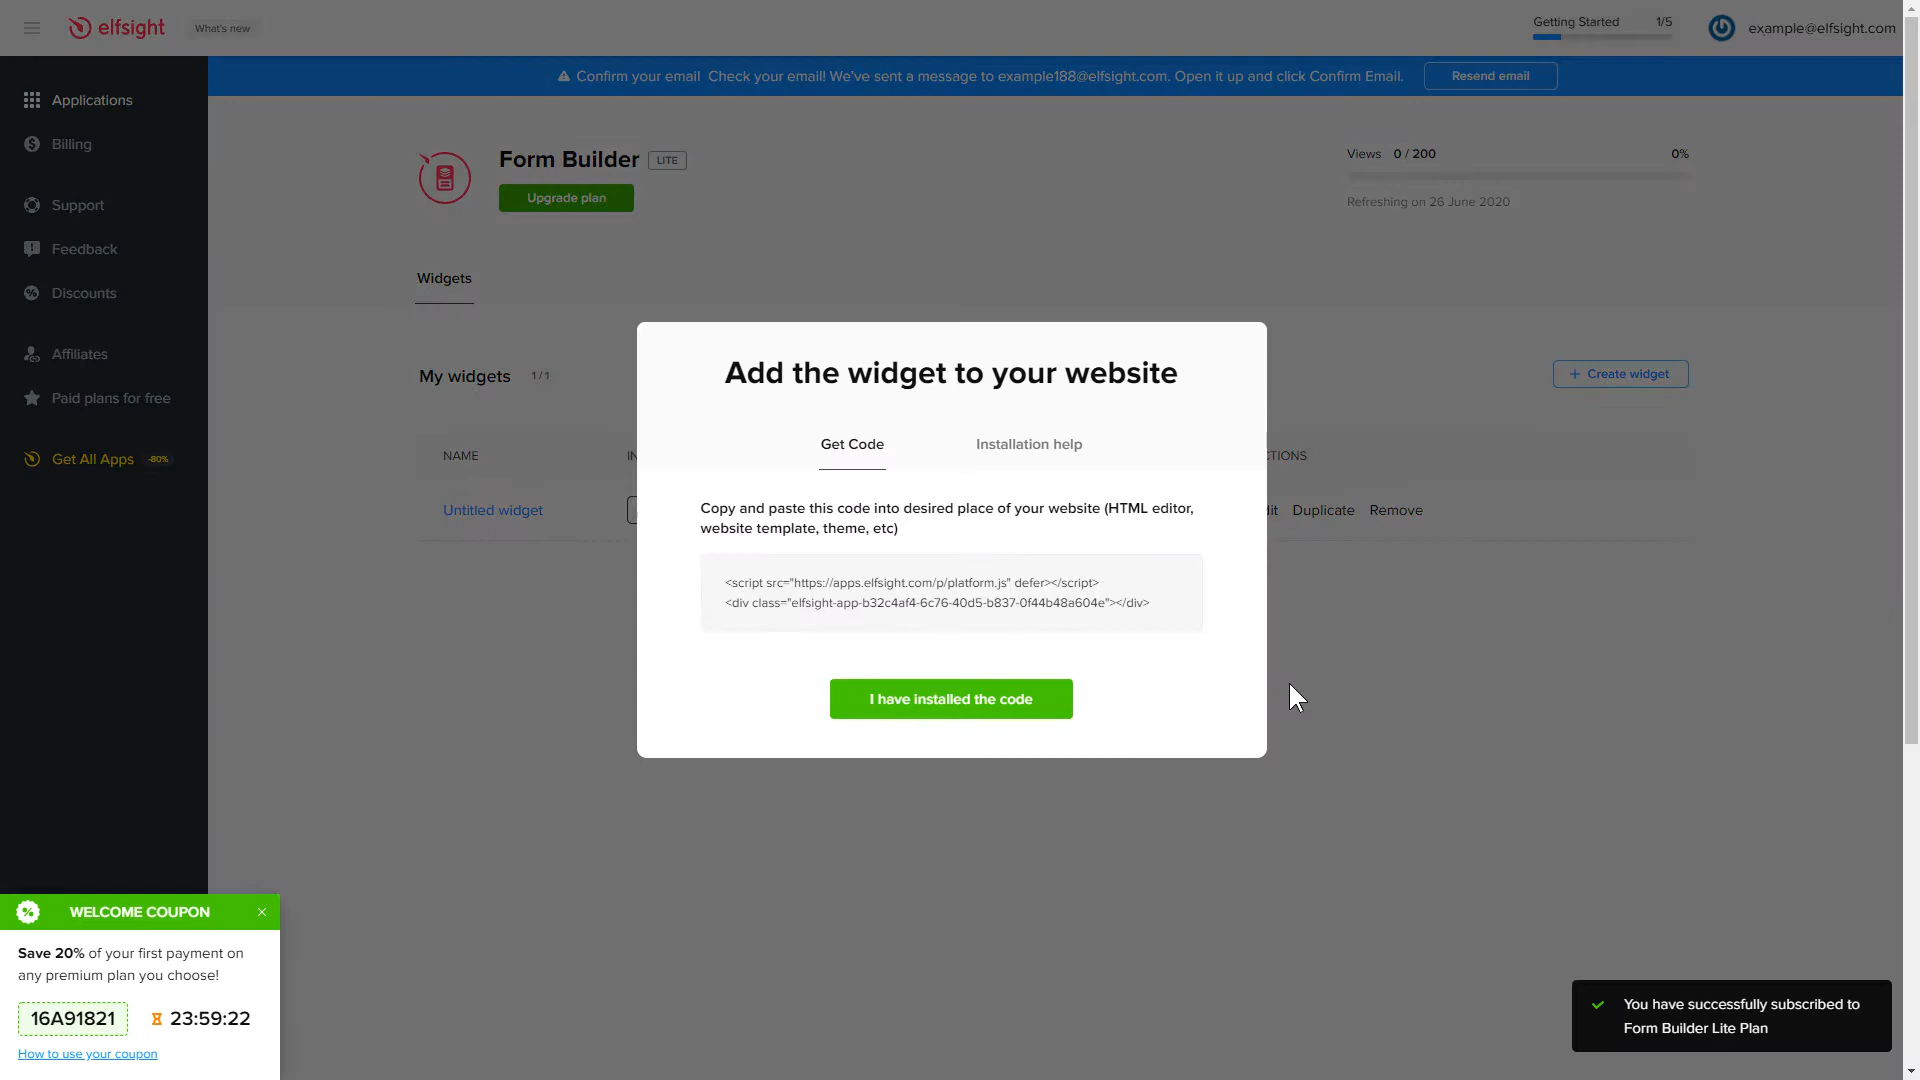 elfsight
What's new
Getting Started 1/5
example@elfsight.com
Confirm your email Check your email! We've sent a message to example188@elfsight.com. Open it up and click Confirm Email.
Resend email
Applications
Billing
Support
Feedback
Discounts
Affiliates
Paid plans for free
Get All Apps -80%
Form Builder LITE
Upgrade plan
Views 0 / 200 0%
Refreshing on 26 June 2020
Widgets
My widgets 1/1
+ Create widget
NAME
Untitled widget
Duplicate Remove
Add the widget to your website
Get Code Installation help
Copy and paste this code into desired place of your website (HTML editor,
website template, theme, etc)
<script src="https://apps.elfsight.com/p/platform.js" defer></script>
<div class="elfsight-app-b32c4af4-6c76-40d5-b837-0f44b48a604e"></div>
I have installed the code
WELCOME COUPON
Save 20% of your first payment on
any premium plan you choose!
16A91821 23:59:22
How to use your coupon
You have successfully subscribed to
Form Builder Lite Plan